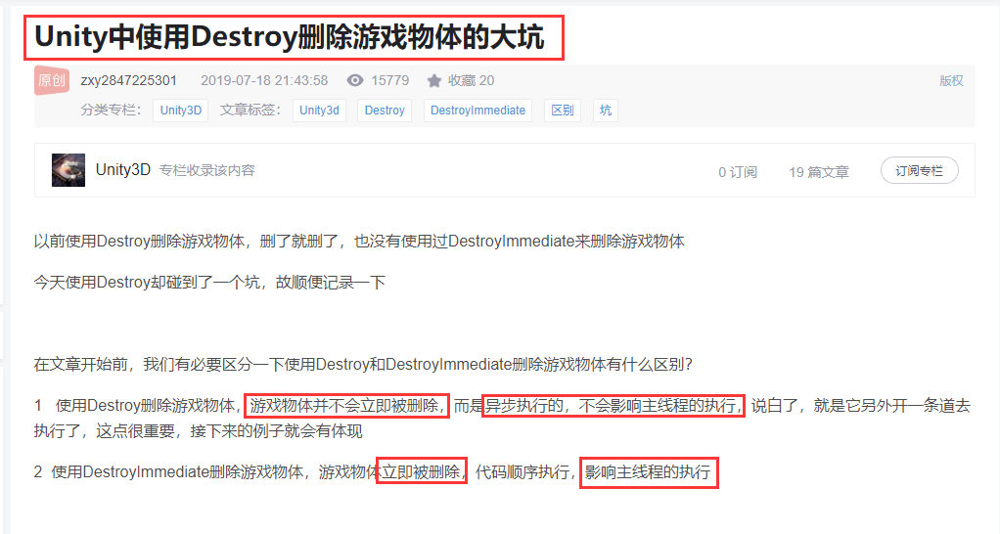 Unity中使用Destroy删除游戏物体的大坑
原创 zxy2847225301 2019-07-18 21:43:58 15779 收藏 20 版权
分类专栏： Unity3D 文章标签： Unity3d Destroy DestroyImmediate 区别 坑
Unity3D 专栏收录该内容 0 订阅 19 篇文章 订阅专栏
以前使用Destroy删除游戏物体，删了就删了，也没有使用过DestroyImmediate来删除游戏物体
今天使用Destroy却碰到了一个坑，故顺便记录一下
在文章开始前，我们有必要区分一下使用Destroy和DestroyImmediate删除游戏物体有什么区别？
1 使用Destroy删除游戏物体，游戏物体并不会立即被删除，而是异步执行的，不会影响主线程的执行，说白了，就是它另外开一条道去
执行了，这点很重要，接下来的例子就会有体现
2 使用DestroyImmediate删除游戏物体，游戏物体立即被删除，代码顺序执行，影响主线程的执行